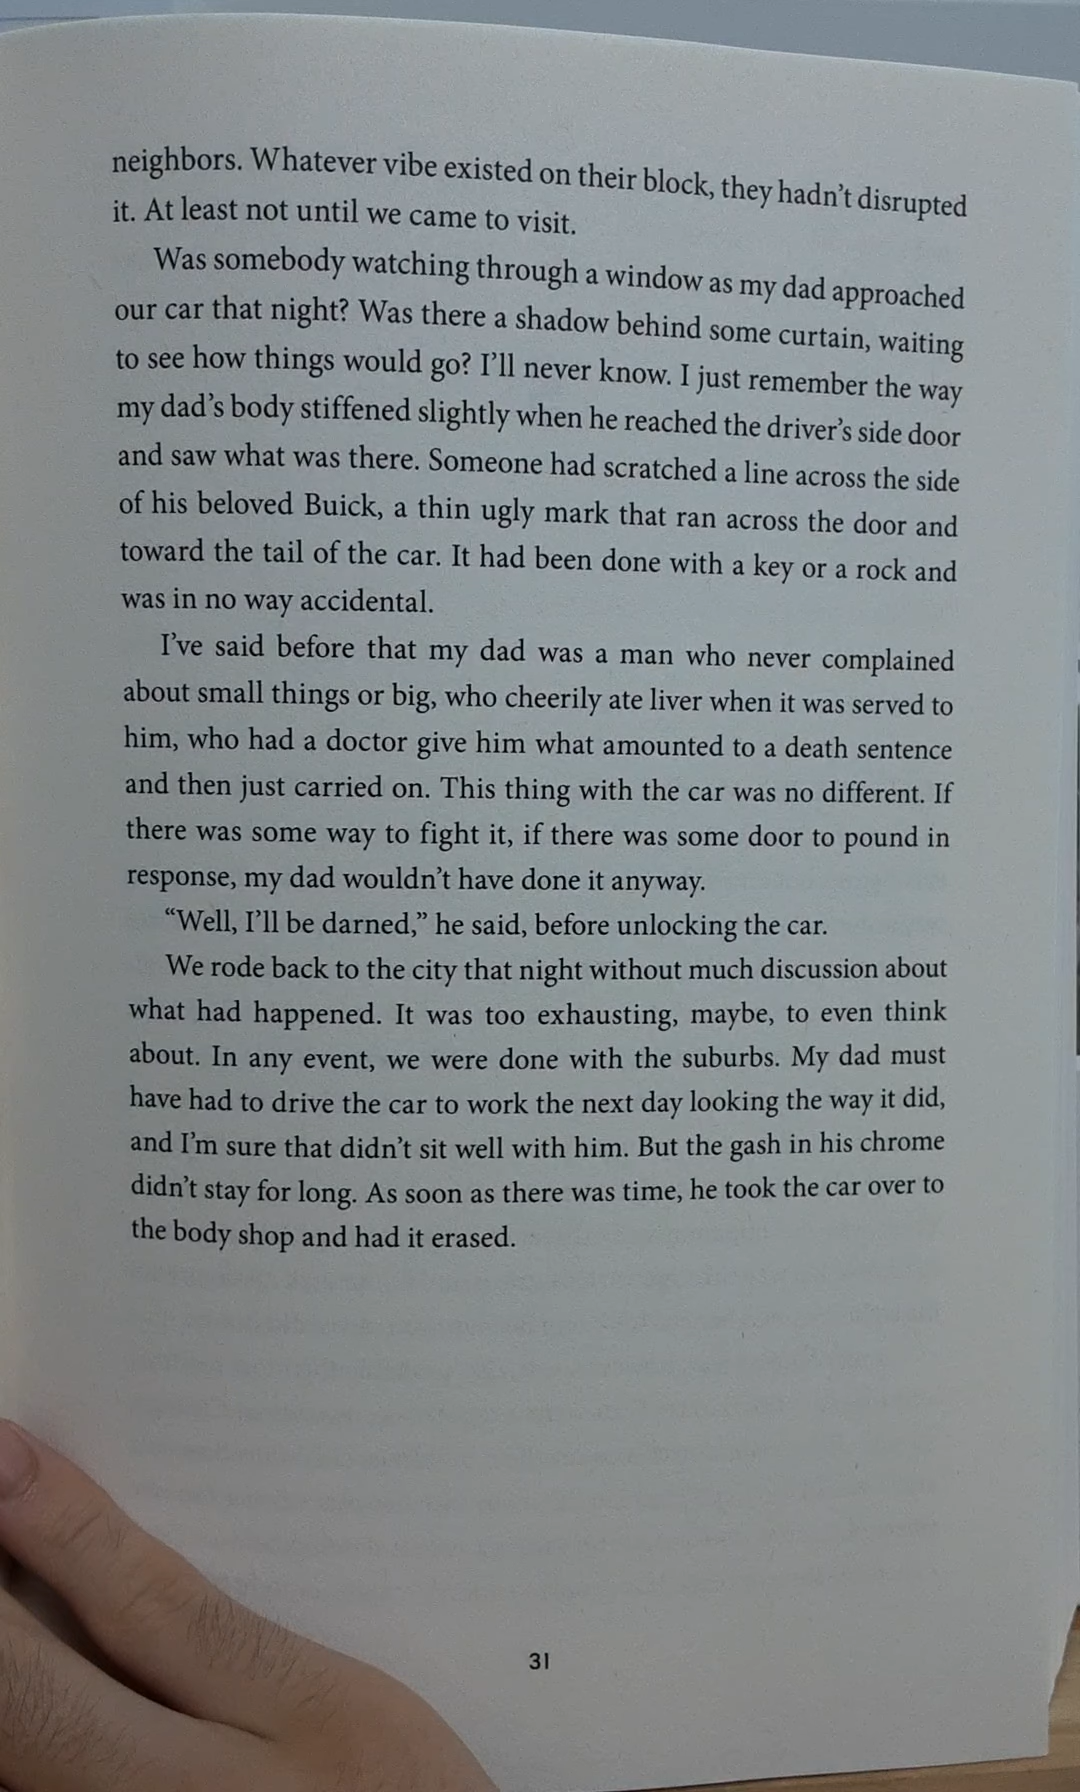 neighbors. Whatever vibe existed on their block, they hadn’t disrupted
it. At least not until we came to visit.
Was somebody watching through a window as my dad approached
our car that night? Was there a shadow behind some curtain, waiting
to see how things would go? I’ll never know. I just remember the way
my dad’s body stiffened slightly when he reached the driver’s side door
and saw what was there. Someone had scratched a line across the side
of his beloved Buick, a thin ugly mark that ran across the door and
toward the tail of the car. It had been done with a key or a rock and
was in no way accidental.
I’ve said before that my dad was a man who never complained
about small things or big, who cheerily ate liver when it was served to
him, who had a doctor give him what amounted to a death sentence
and then just carried on. This thing with the car was no different. If
there was some way to fight it, if there was some door to pound in
response, my dad wouldn’t have done it anyway.
“Well, I’ll be darned,” he said, before unlocking the car.
We rode back to the city that night without much discussion about
what had happened. It was too exhausting, maybe, to even think
about. In any event, we were done with the suburbs. My dad must
have had to drive the car to work the next day looking the way it did,
and I’m sure that didn’t sit well with him. But the gash in his chrome
didn’t stay for long. As soon as there was time, he took the car over to
the body shop and had it erased.
31